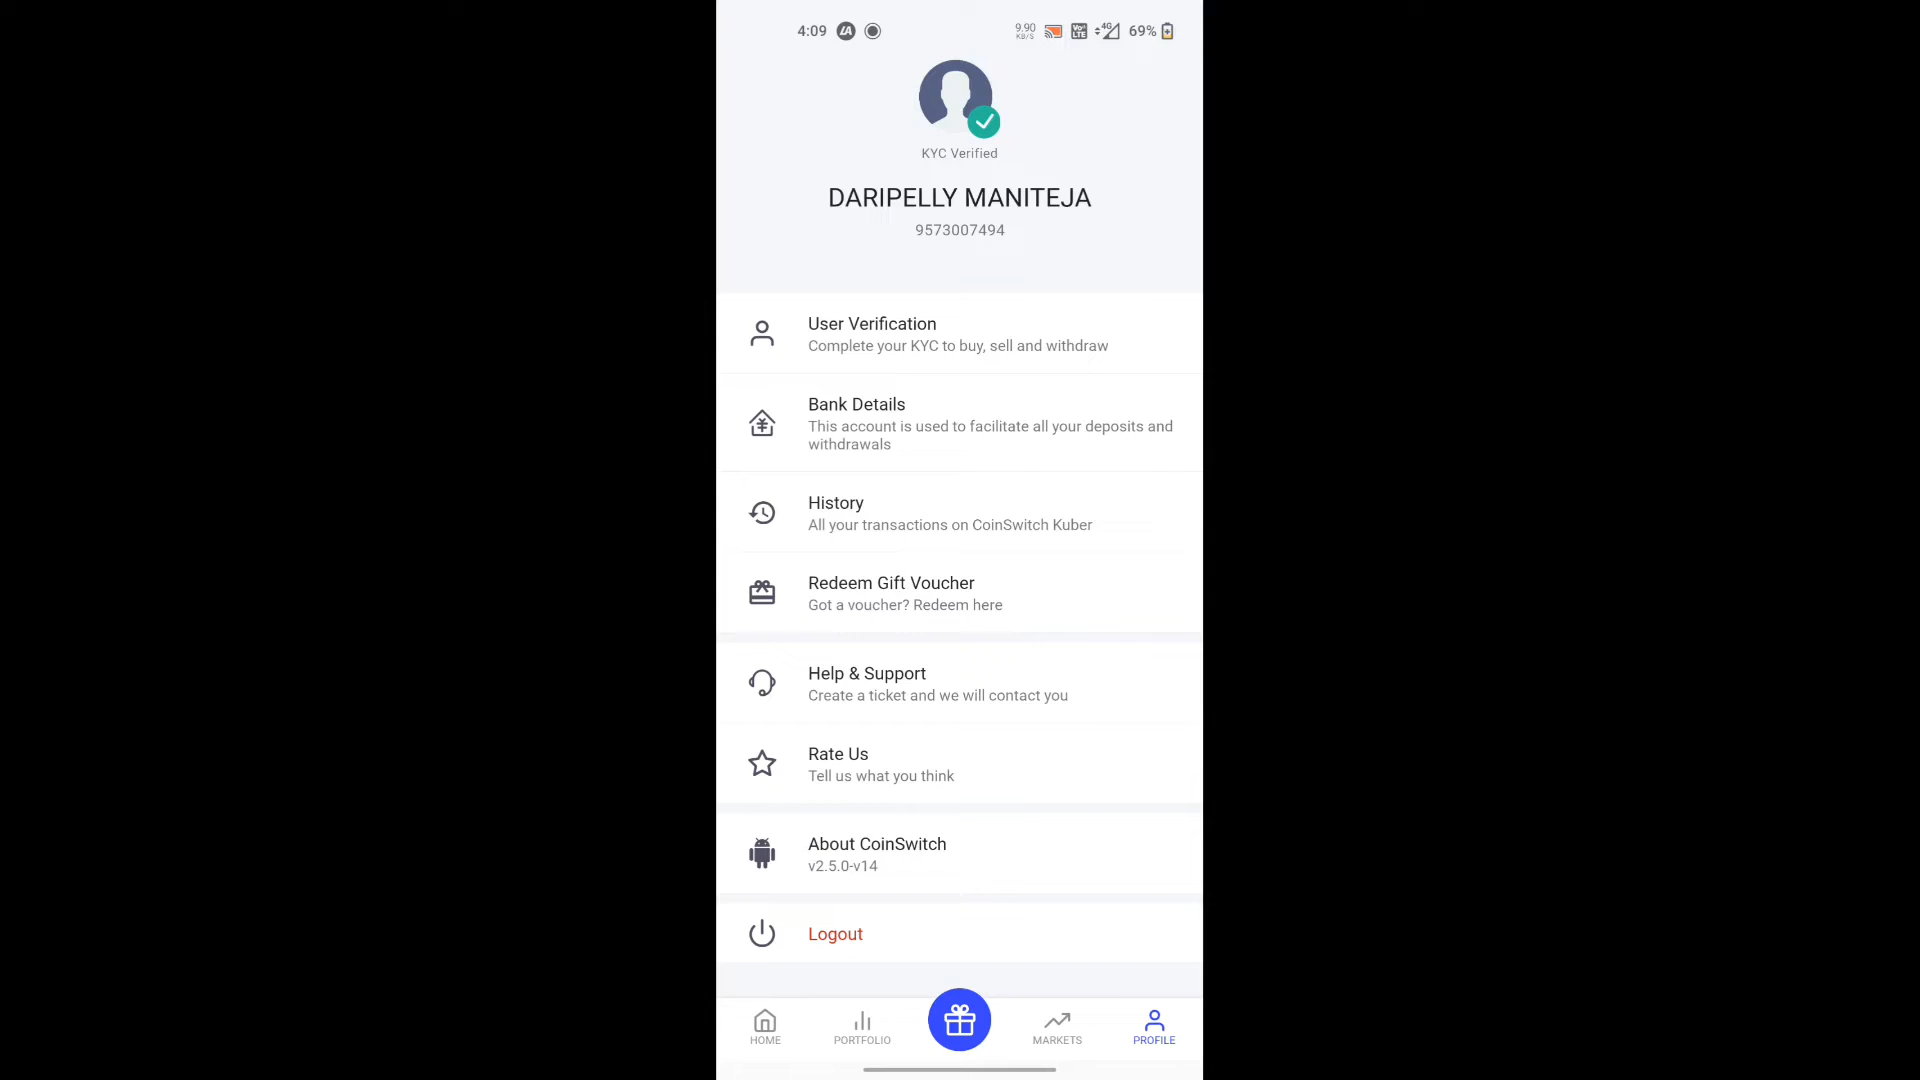 4:09
9.90
KB/S
Vo))
LTE
4G
69%
KYC Verified
DARIPELLY MANITEJA
9573007494
User Verification
Complete your KYC to buy, sell and withdraw
Bank Details
This account is used to facilitate all your deposits and
withdrawals
History
All your transactions on CoinSwitch Kuber
Redeem Gift Voucher
Got a voucher? Redeem here
Help & Support
Create a ticket and we will contact you
Rate Us
Tell us what you think
About CoinSwitch
v2.5.0-v14
Logout
HOME
PORTFOLIO
MARKETS
PROFILE